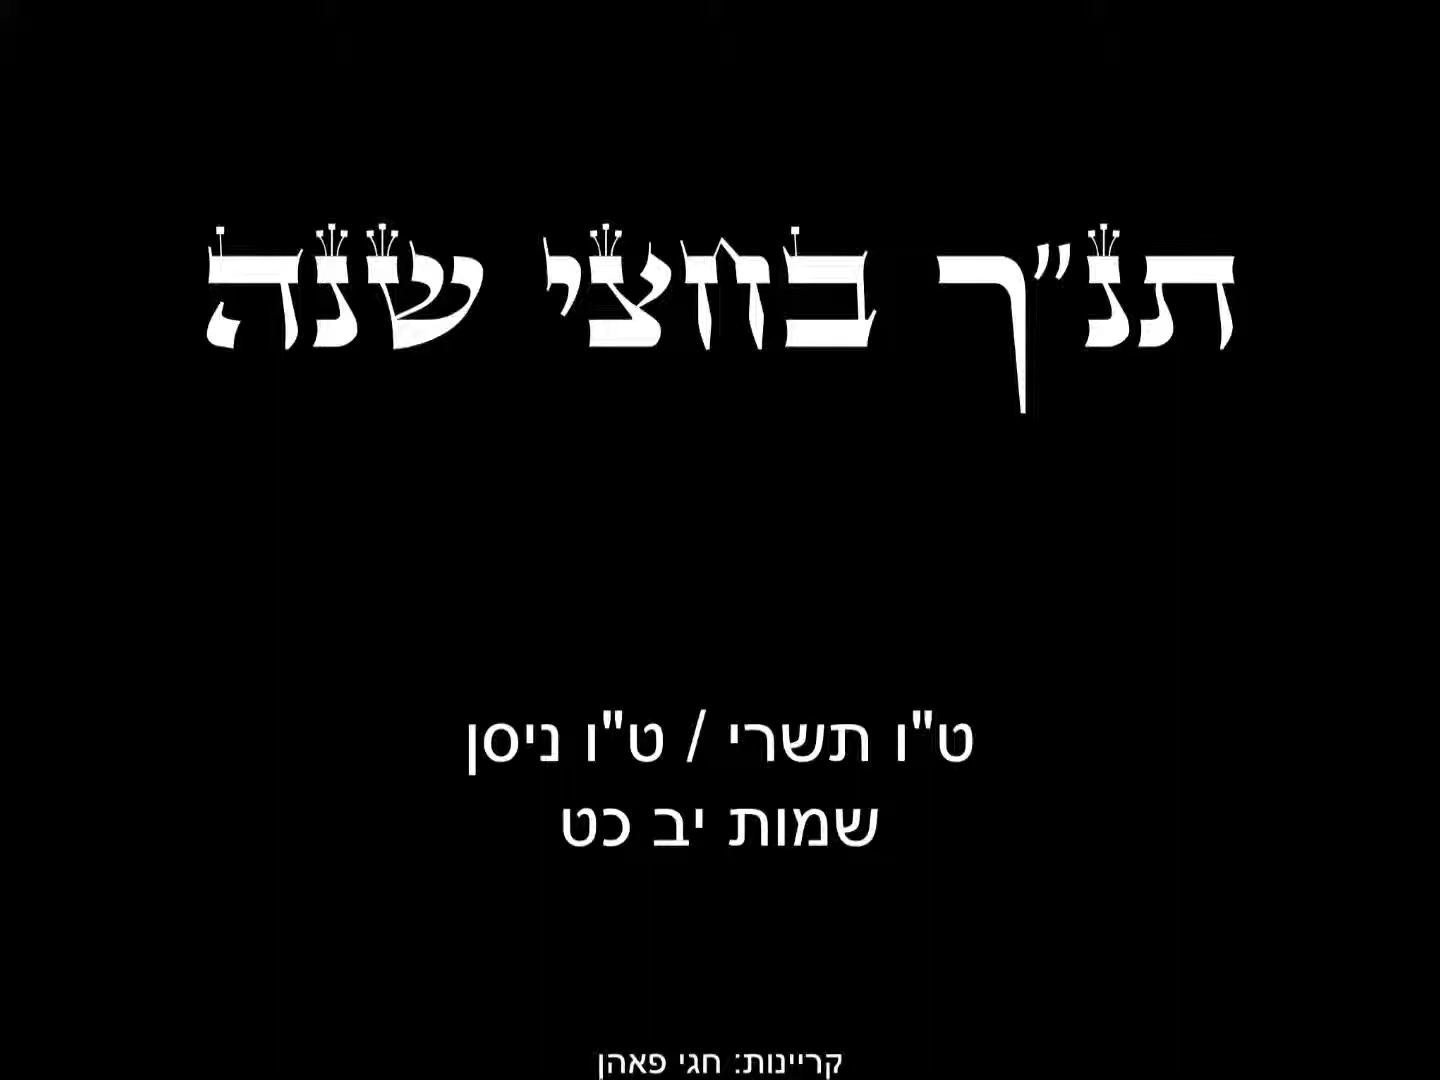 תנ״ך בחצי שנה
ט"ו תשרי / ט"ו ניסן
שמות יב כט
קריינות: חגי פאהן